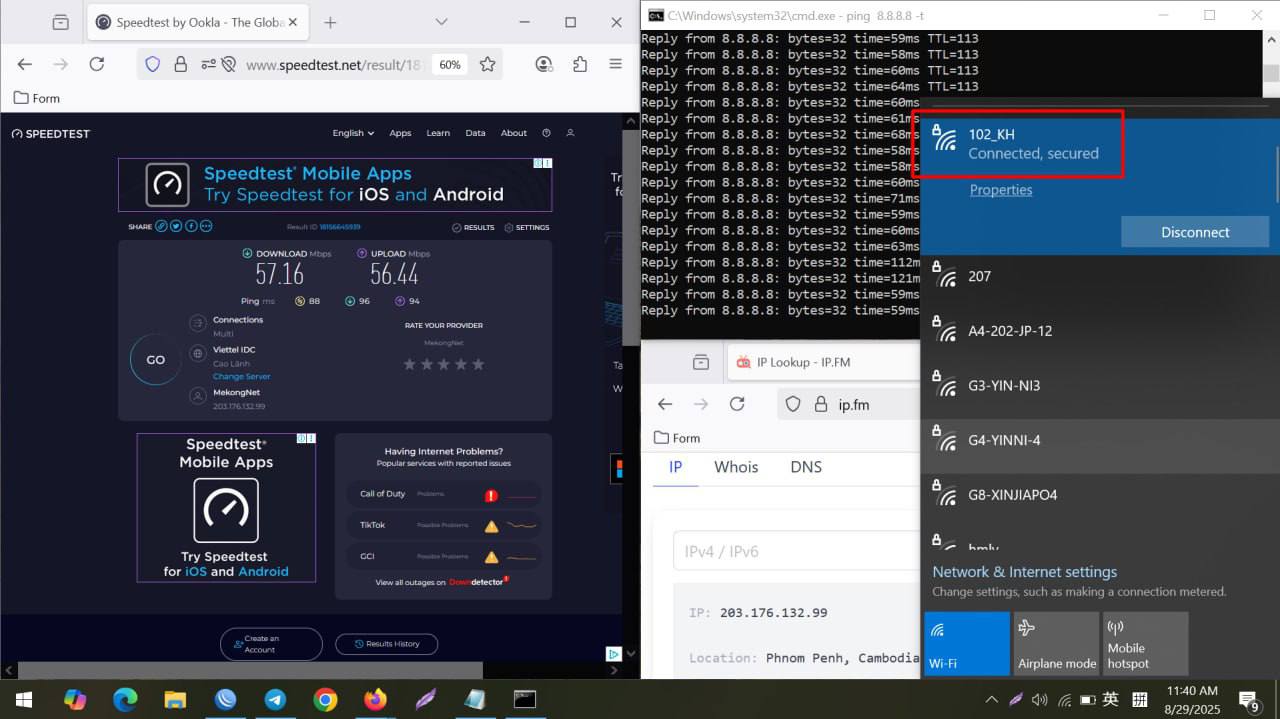 Speedtest by Ookla - The Globa
www.speedtest.net/result/18
60%
Form
SPEEDTEST
English
Apps
Learn
Data
About
Speedtest® Mobile Apps
Try Speedtest for iOS and Android
SHARE
Result ID 18156645939
RESULTS
SETTINGS
DOWNLOAD Mbps
57.16
UPLOAD Mbps
56.44
Ping ms
88
96
94
GO
Connections
Multi
Viettel IDC
Cao Lãnh
Change Server
MekongNet
203.176.132.99
RATE YOUR PROVIDER
MekongNet
Speedtest®
Mobile Apps
Try Speedtest
for iOS and Android
Having Internet Problems?
Popular services with reported issues
Call of Duty
Problems
TikTok
Possible Problems
GCI
Possible Problems
View all outages on Downdetector
Create an
Account
Results History
C:\Windows\system32\cmd.exe - ping 8.8.8.8 -t
Reply from 8.8.8.8: bytes=32 time=59ms TTL=113
Reply from 8.8.8.8: bytes=32 time=58ms TTL=113
Reply from 8.8.8.8: bytes=32 time=60ms TTL=113
Reply from 8.8.8.8: bytes=32 time=64ms TTL=113
Reply from 8.8.8.8: bytes=32 time=60ms
Reply from 8.8.8.8: bytes=32 time=61ms
Reply from 8.8.8.8: bytes=32 time=68ms
Reply from 8.8.8.8: bytes=32 time=58ms
Reply from 8.8.8.8: bytes=32 time=58ms
Reply from 8.8.8.8: bytes=32 time=60ms
Reply from 8.8.8.8: bytes=32 time=71ms
Reply from 8.8.8.8: bytes=32 time=59ms
Reply from 8.8.8.8: bytes=32 time=60ms
Reply from 8.8.8.8: bytes=32 time=63ms
Reply from 8.8.8.8: bytes=32 time=112m
Reply from 8.8.8.8: bytes=32 time=121m
Reply from 8.8.8.8: bytes=32 time=59ms
Reply from 8.8.8.8: bytes=32 time=59ms
IP Lookup - IP.FM
ip.fm
Form
IP
Whois
DNS
IPv4 / IPv6
IP: 203.176.132.99
Location: Phnom Penh, Cambodia
102_KH
Connected, secured
Properties
Disconnect
207
A4-202-JP-12
G3-YIN-NI3
G4-YINNI-4
G8-XINJIAPO4
Network & Internet settings
Change settings, such as making a connection metered.
Wi-Fi
Airplane mode
Mobile
hotspot
英
拼
11:40 AM
8/29/2025
9